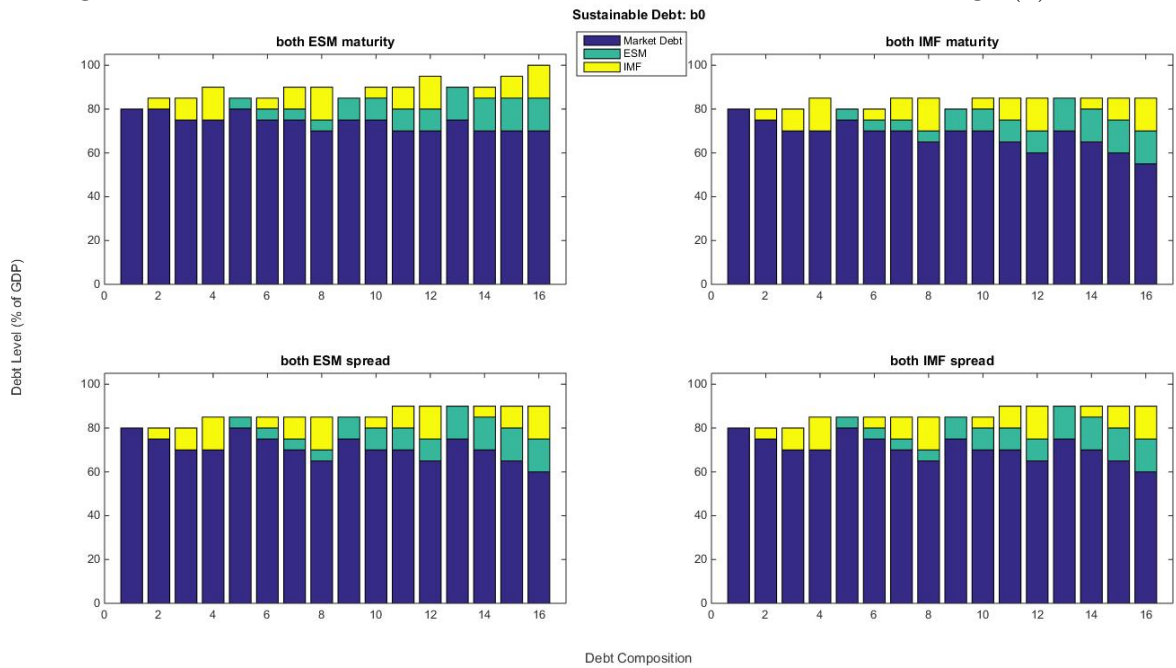 Sustainable Debt: b0
both ESM maturity
Market Debt
ESM
IMF
both IMF maturity
100
80
60
40
20
0
0 2 4 6 8 10 12 14 16
100
80
60
40
20
0
0 2 4 6 8 10 12 14 16
Debt Level (% of GDP)
both ESM spread
both IMF spread
100
80
60
40
20
0
0 2 4 6 8 10 12 14 16
100
80
60
40
20
0
0 2 4 6 8 10 12 14 16
Debt Composition